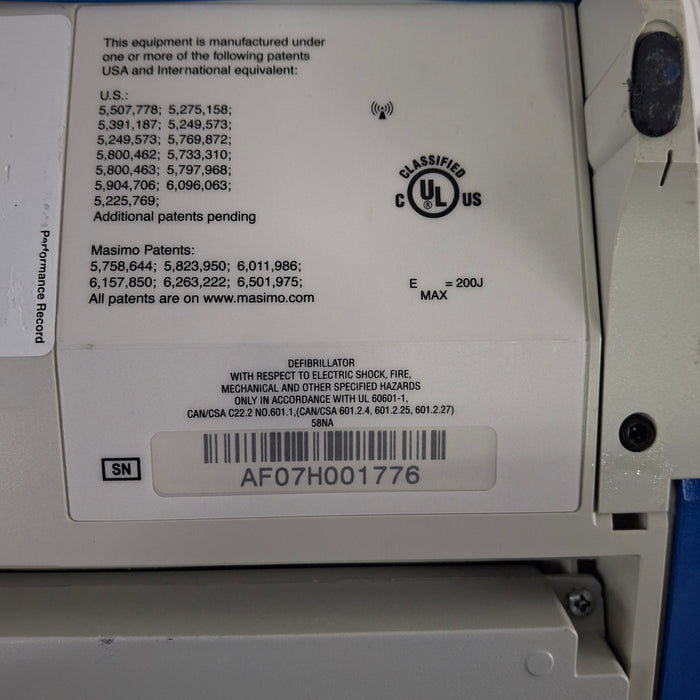 This equipment is manufactured under
one or more of the following patents
USA and International equivalent:
U.S.:
5,507,778; 5,275,158;
5,391,187; 5,249,573;
5,249,573; 5,769,872;
5,800,462; 5,733,310;
5,800,463; 5,797,968;
5,904,706; 6,096,063;
5,225,769;
Additional patents pending
Masimo Patents:
5,758,644; 5,823,950; 6,011,986;
6,157,850; 6,263,222; 6,501,975;
All patents are on www.masimo.com
CLASSIFIED
C UL ® US
E MAX = 200J
DEFIBRILLATOR
WITH RESPECT TO ELECTRIC SHOCK, FIRE,
MECHANICAL AND OTHER SPECIFIED HAZARDS
ONLY IN ACCORDANCE WITH UL 60601-1,
CAN/CSA C22.2 NO.601.1,(CAN/CSA 601.2.4, 601.2.25, 601.2.27)
58NA
SN
AF07H001776
Performance Record